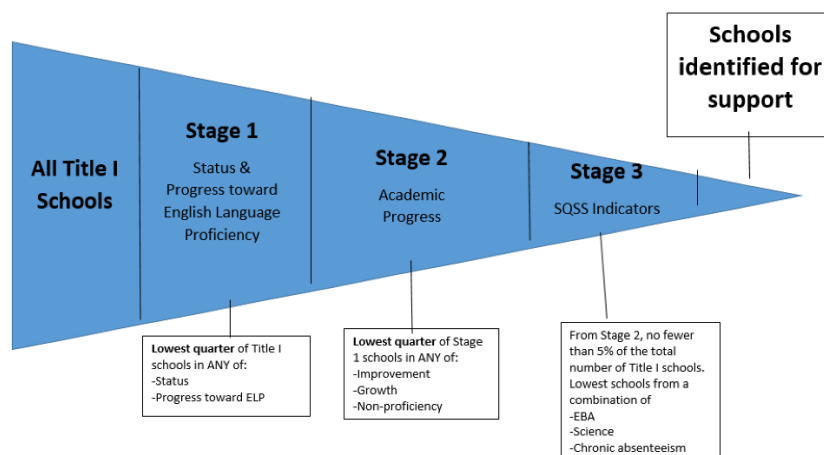 Schools
identified for
support
All Title I
Schools
Stage 1
Status &
Progress toward
English Language
Proficiency
Stage 2
Academic
Progress
Stage 3
SQSS Indicators
Lowest quarter of Title I
schools in ANY of:
-Status
-Progress toward ELP
Lowest quarter of Stage
1 schools in ANY of:
-Improvement
-Growth
-Non-proficiency
From Stage 2, no fewer
than 5% of the total
number of Title I schools.
Lowest schools from a
combination of
-EBA
-Science
-Chronic absenteeism